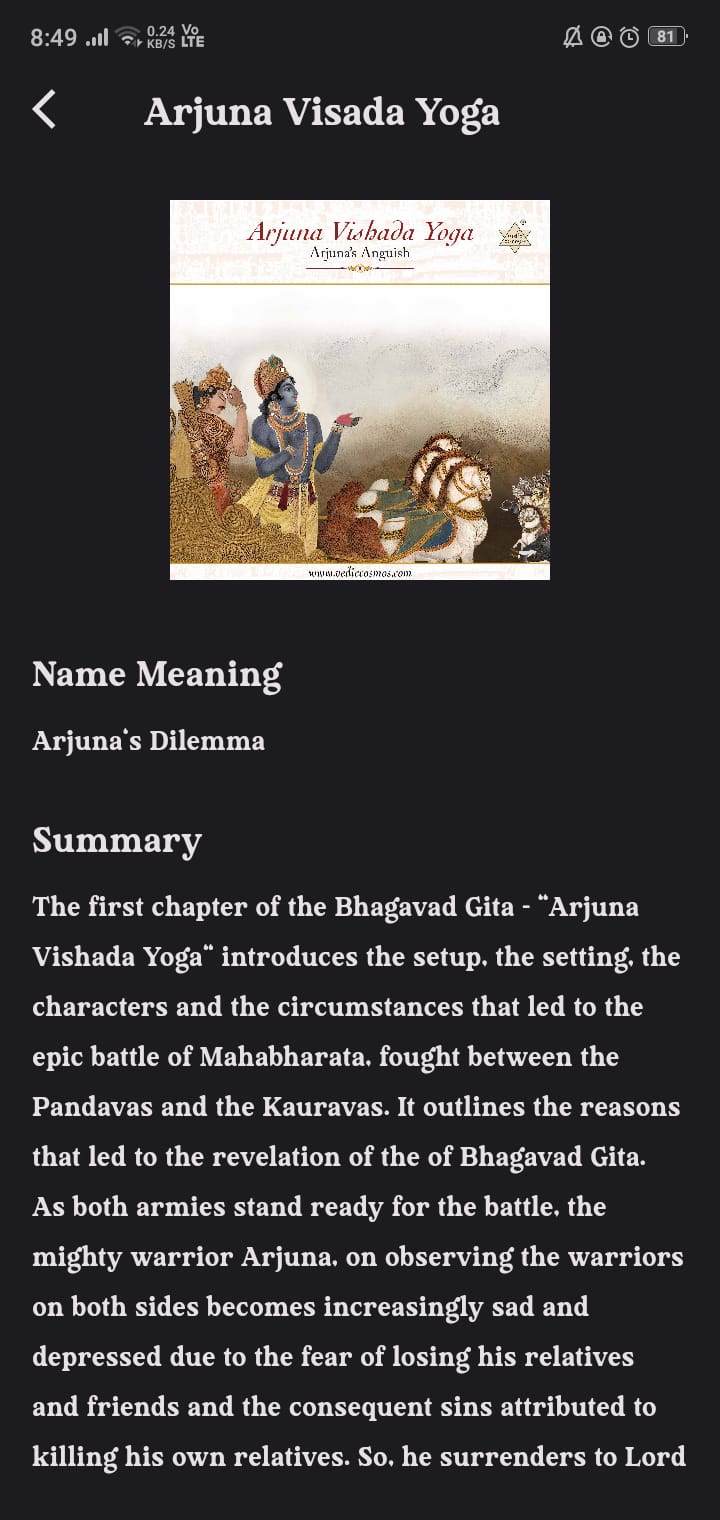 8:49
0.24
KB/S
Vo
LTE
81
Arjuna Visada Yoga
Arjuna Vishada Yoga
Arjuna's Anguish
www.vediccosmos.com
Name Meaning
Arjuna's Dilemma
Summary
The first chapter of the Bhagavad Gita - "Arjuna
Vishada Yoga" introduces the setup, the setting, the
characters and the circumstances that led to the
epic battle of Mahabharata, fought between the
Pandavas and the Kauravas. It outlines the reasons
that led to the revelation of the of Bhagavad Gita.
As both armies stand ready for the battle, the
mighty warrior Arjuna, on observing the warriors
on both sides becomes increasingly sad and
depressed due to the fear of losing his relatives
and friends and the consequent sins attributed to
killing his own relatives. So, he surrenders to Lord